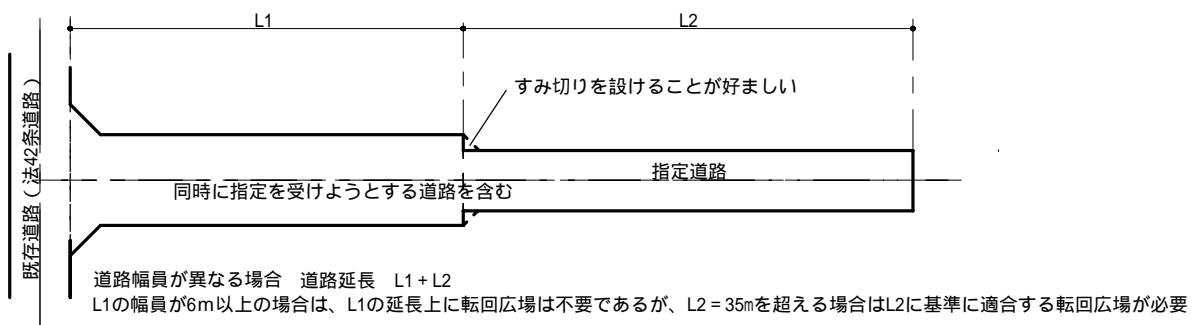 L1
L2
すみ切りを設けることが好ましい
指定道路
同時に指定を受けようとする道路を含む
既存道路（法42条道路）
道路幅員が異なる場合　道路延長　L1+L2
L1の幅員が6m以上の場合は、L1の延長上に転回広場は不要であるが、L2=35mを超える場合はL2に基準に適合する転回広場が必要